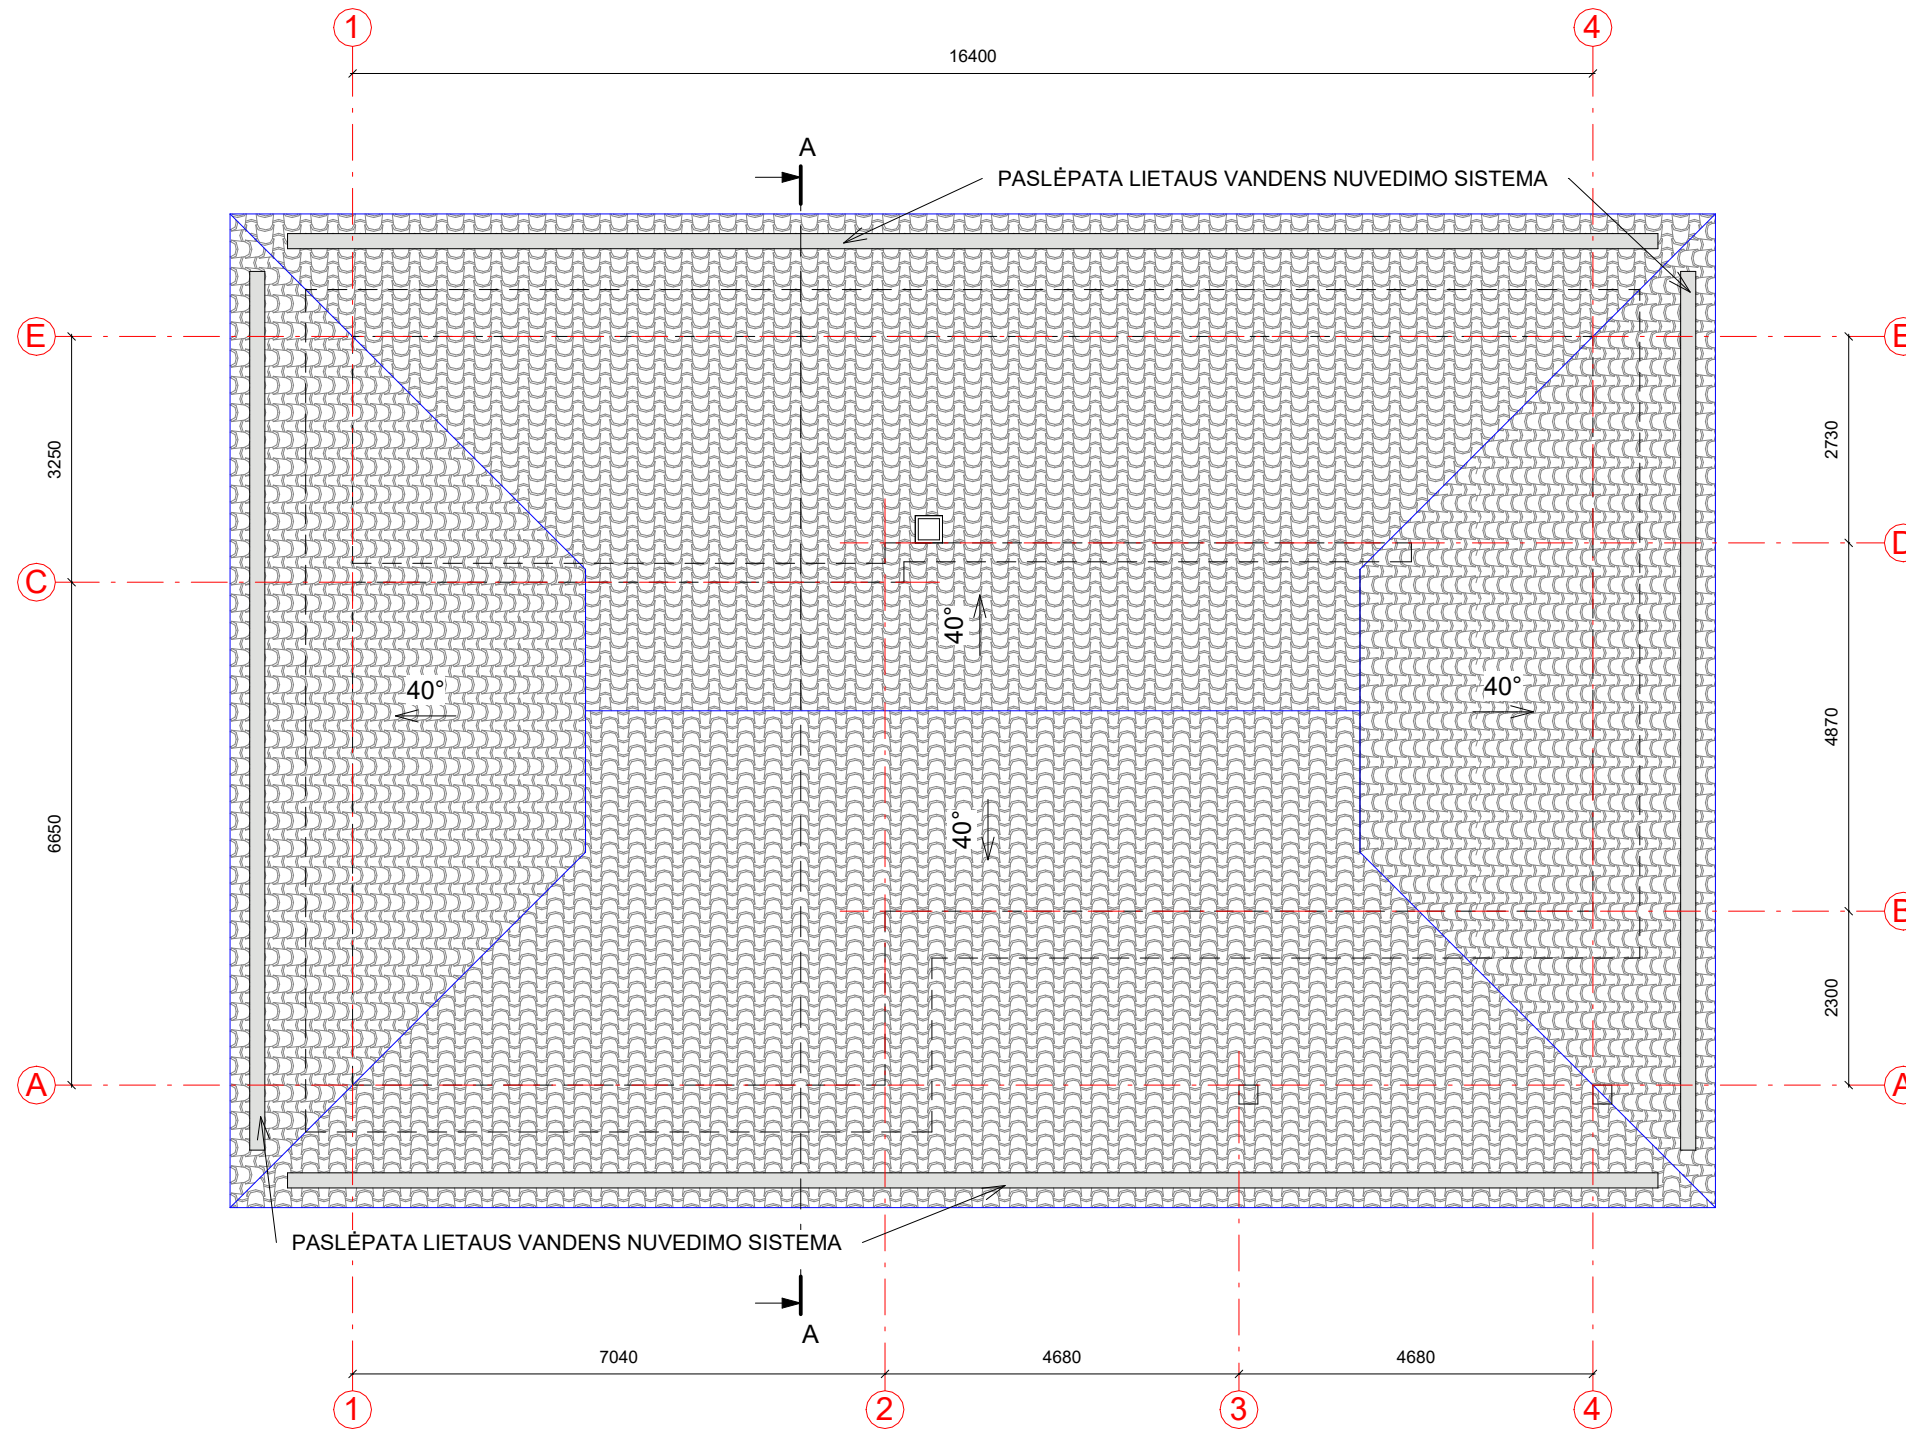 1
4
16400
A
PASLĖPATA LIETAUS VANDENS NUVEDIMO SISTEMA
E
E
3250
2730
D
C
40°
40°
40°
4870
6650
40°
B
2300
A
A
PASLĖPATA LIETAUS VANDENS NUVEDIMO SISTEMA
A
7040
4680
4680
1
2
3
4